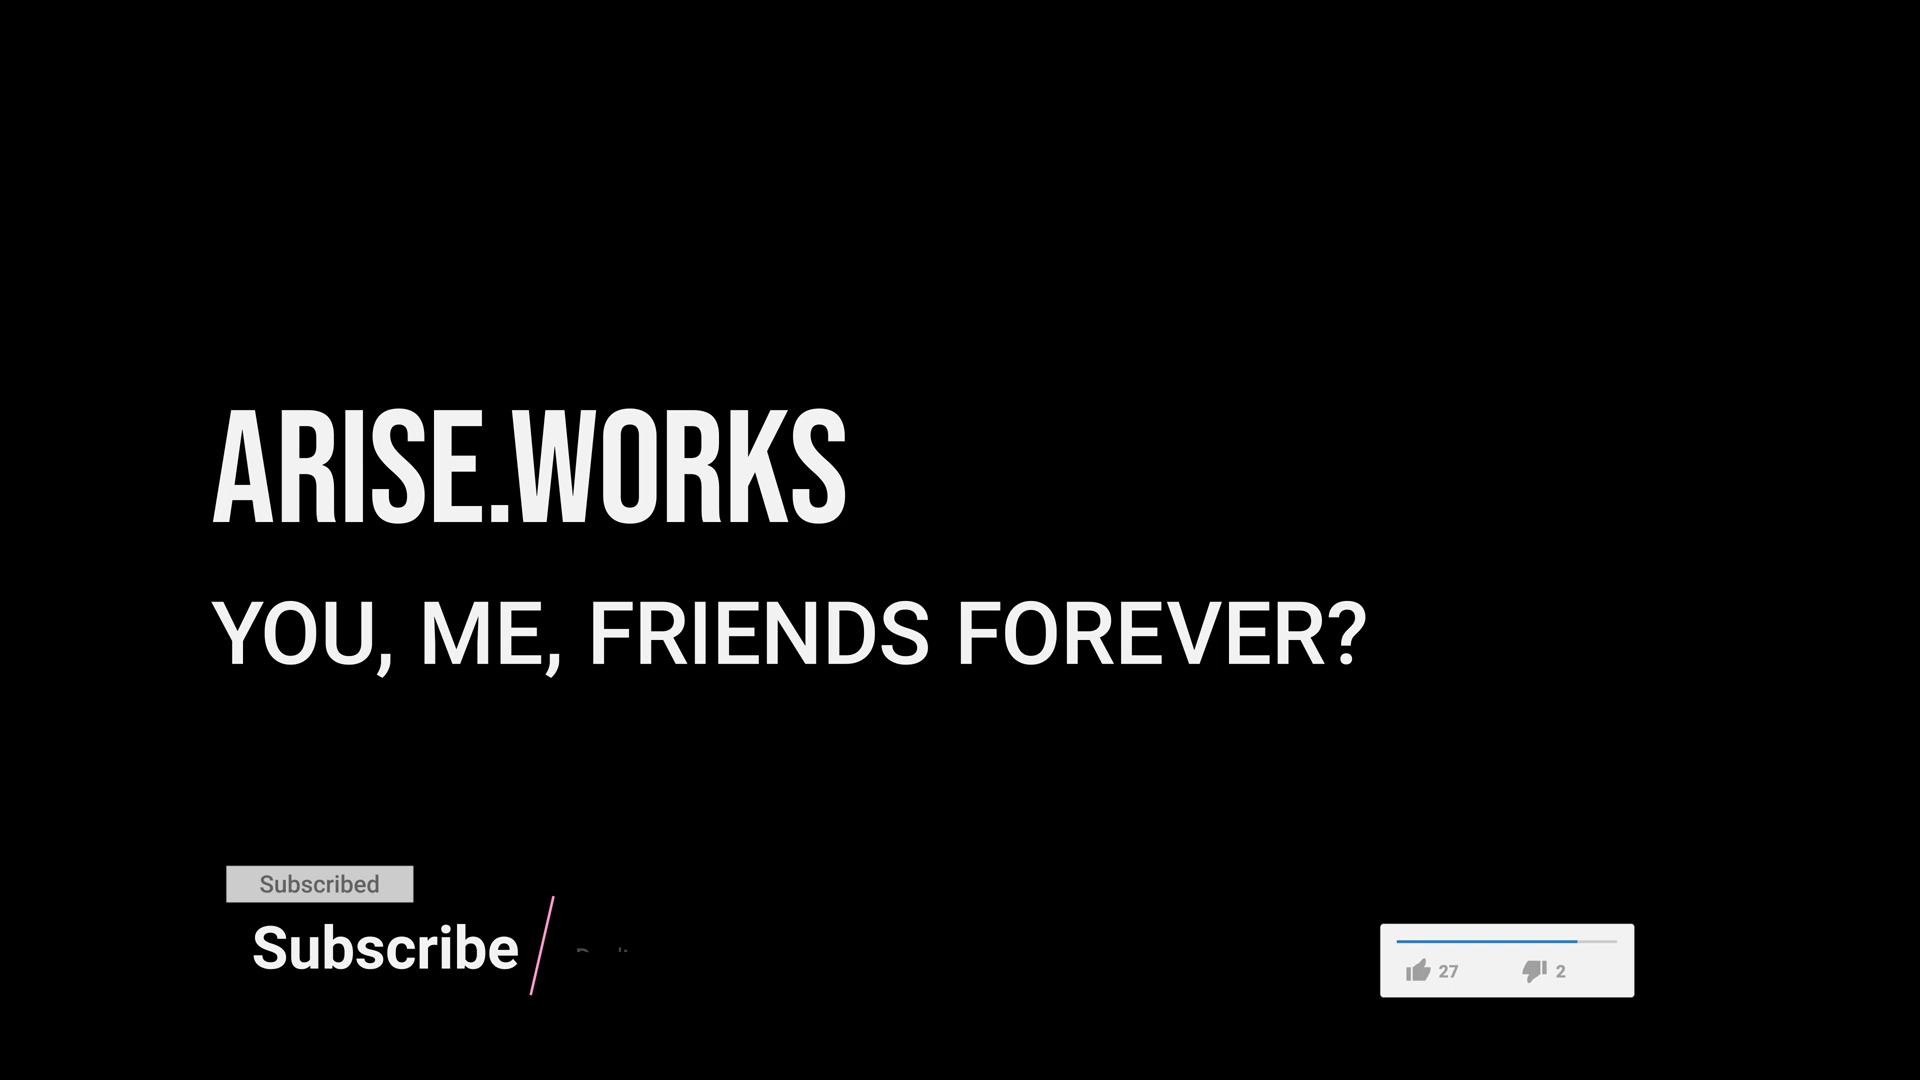 ARISE.WORKS
YOU, ME, FRIENDS FOREVER?
Subscribed
Subscribe
27 2